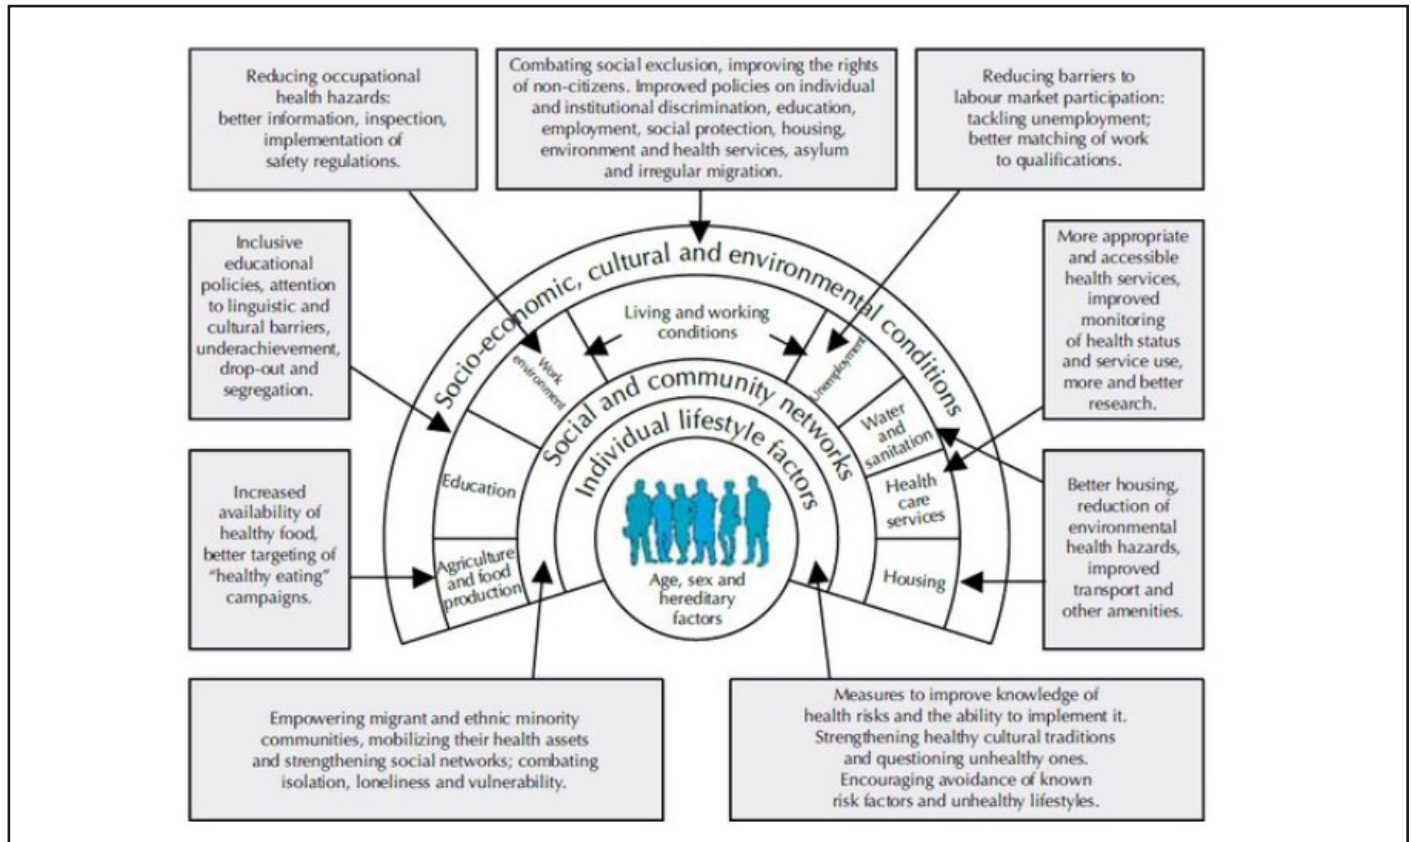 Reducing occupational
health hazards:
better information, inspection,
implementation of
safety regulations.
Combating social exclusion, improving the rights
of non-citizens. Improved policies on individual
and institutional discrimination, education,
employment, social protection, housing,
environment and health services, asylum
and irregular migration.
Reducing barriers to
labour market participation:
tackling unemployment;
better matching of work
to qualifications.
Inclusive
educational
policies, attention
to linguistic and
cultural barriers,
underachievement,
drop-out and
segregation.
More appropriate
and accessible
health services,
improved
monitoring
of health status
and service use,
more and better
research.
Socio-economic, cultural and environmental conditions
Living and working
conditions
Work
environment
Unemployment
Social and community networks
Water
and
sanitation
Individual lifestyle factors
Education
Health
care
services
Agriculture
and food
production
Housing
Age, sex and
hereditary
factors
Increased
availability of
healthy food,
better targeting of
“healthy eating”
campaigns.
Better housing,
reduction of
environmental
health hazards,
improved
transport and
other amenities.
Empowering migrant and ethnic minority
communities, mobilizing their health assets
and strengthening social networks; combating
isolation, loneliness and vulnerability.
Measures to improve knowledge of
health risks and the ability to implement it.
Strengthening healthy cultural traditions
and questioning unhealthy ones.
Encouraging avoidance of known
risk factors and unhealthy lifestyles.